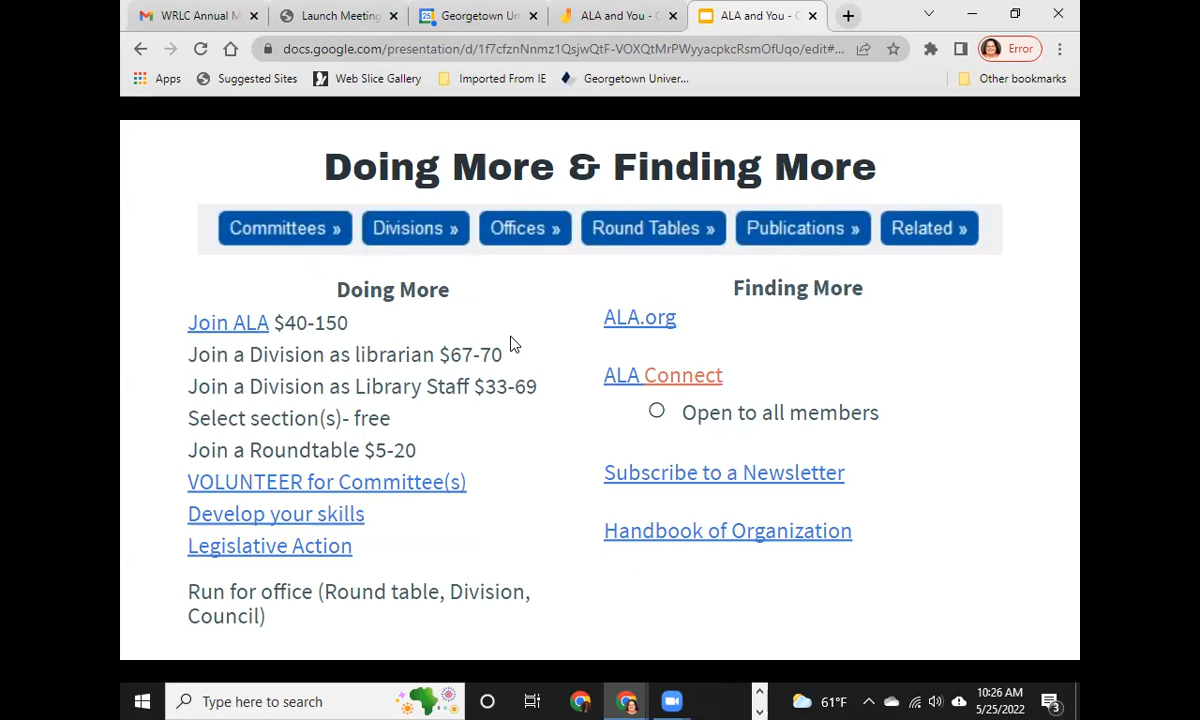 WRLC Annual M
Launch Meeting
Georgetown Un
ALA and You - G
ALA and You - G
docs.google.com/presentation/d/1f7cfznNnmz1QsjwQtF-VOXQtMrPWyyacpkcRsmOfUqo/edit#...
Error
Apps
Suggested Sites
Web Slice Gallery
Imported From IE
Georgetown Univer...
Other bookmarks
Doing More & Finding More
Committees »
Divisions »
Offices »
Round Tables »
Publications »
Related »
Doing More
Join ALA $40-150
Join a Division as librarian $67-70
Join a Division as Library Staff $33-69
Select section(s)- free
Join a Roundtable $5-20
VOLUNTEER for Committee(s)
Develop your skills
Legislative Action
Run for office (Round table, Division,
Council)
Finding More
ALA.org
ALA Connect
Open to all members
Subscribe to a Newsletter
Handbook of Organization
Type here to search
61°F
10:26 AM
5/25/2022
3